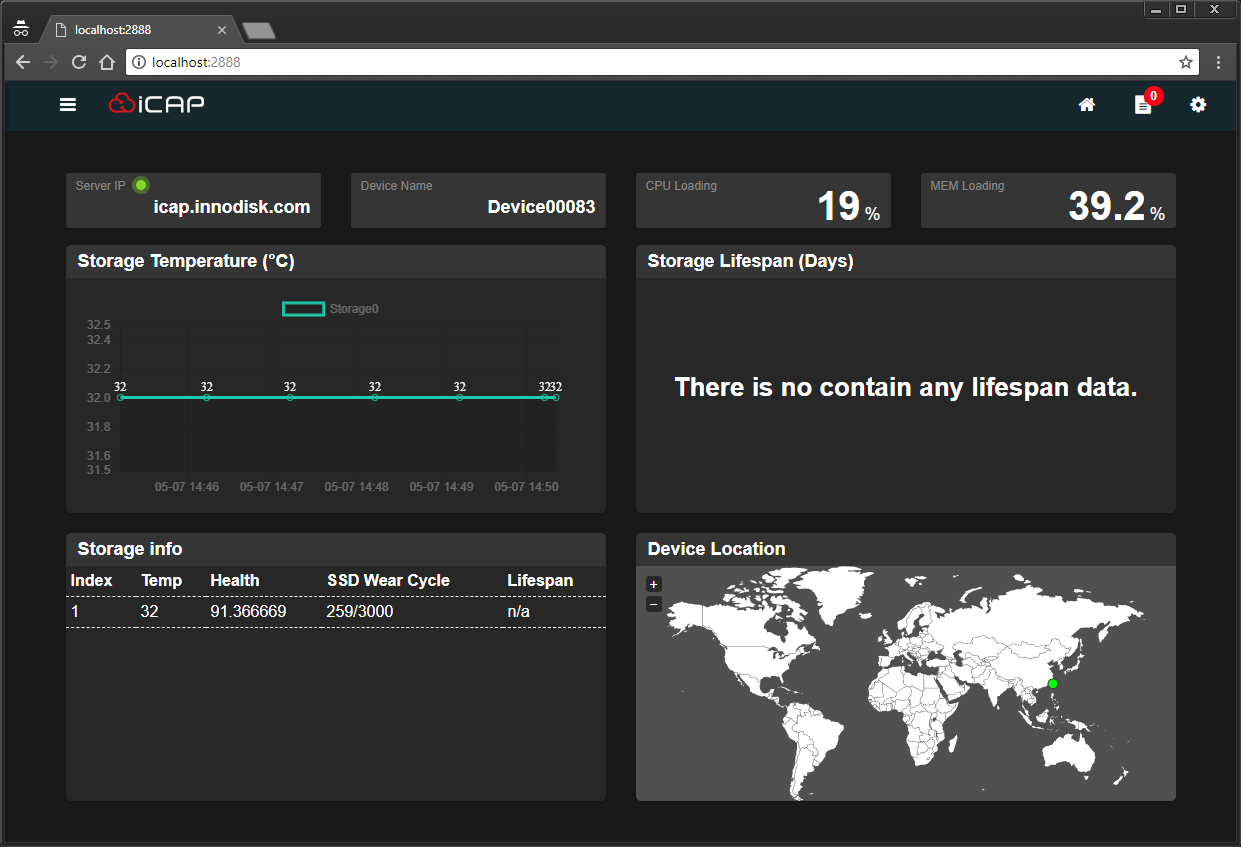 localhost:2888
localhost:2888
iCAP
0
Server IP
icap.innodisk.com
Device Name
Device00083
CPU Loading
19 %
MEM Loading
39.2 %
Storage Temperature (°C)
Storage0
32.5
32.4
32.2
32.0
31.8
31.6
31.5
32 32 32 32 32 32 32
05-07 14:46 05-07 14:47 05-07 14:48 05-07 14:49 05-07 14:50
Storage Lifespan (Days)
There is no contain any lifespan data.
Storage info
Index Temp Health SSD Wear Cycle Lifespan
1 32 91.366669 259/3000 n/a
Device Location
+
−